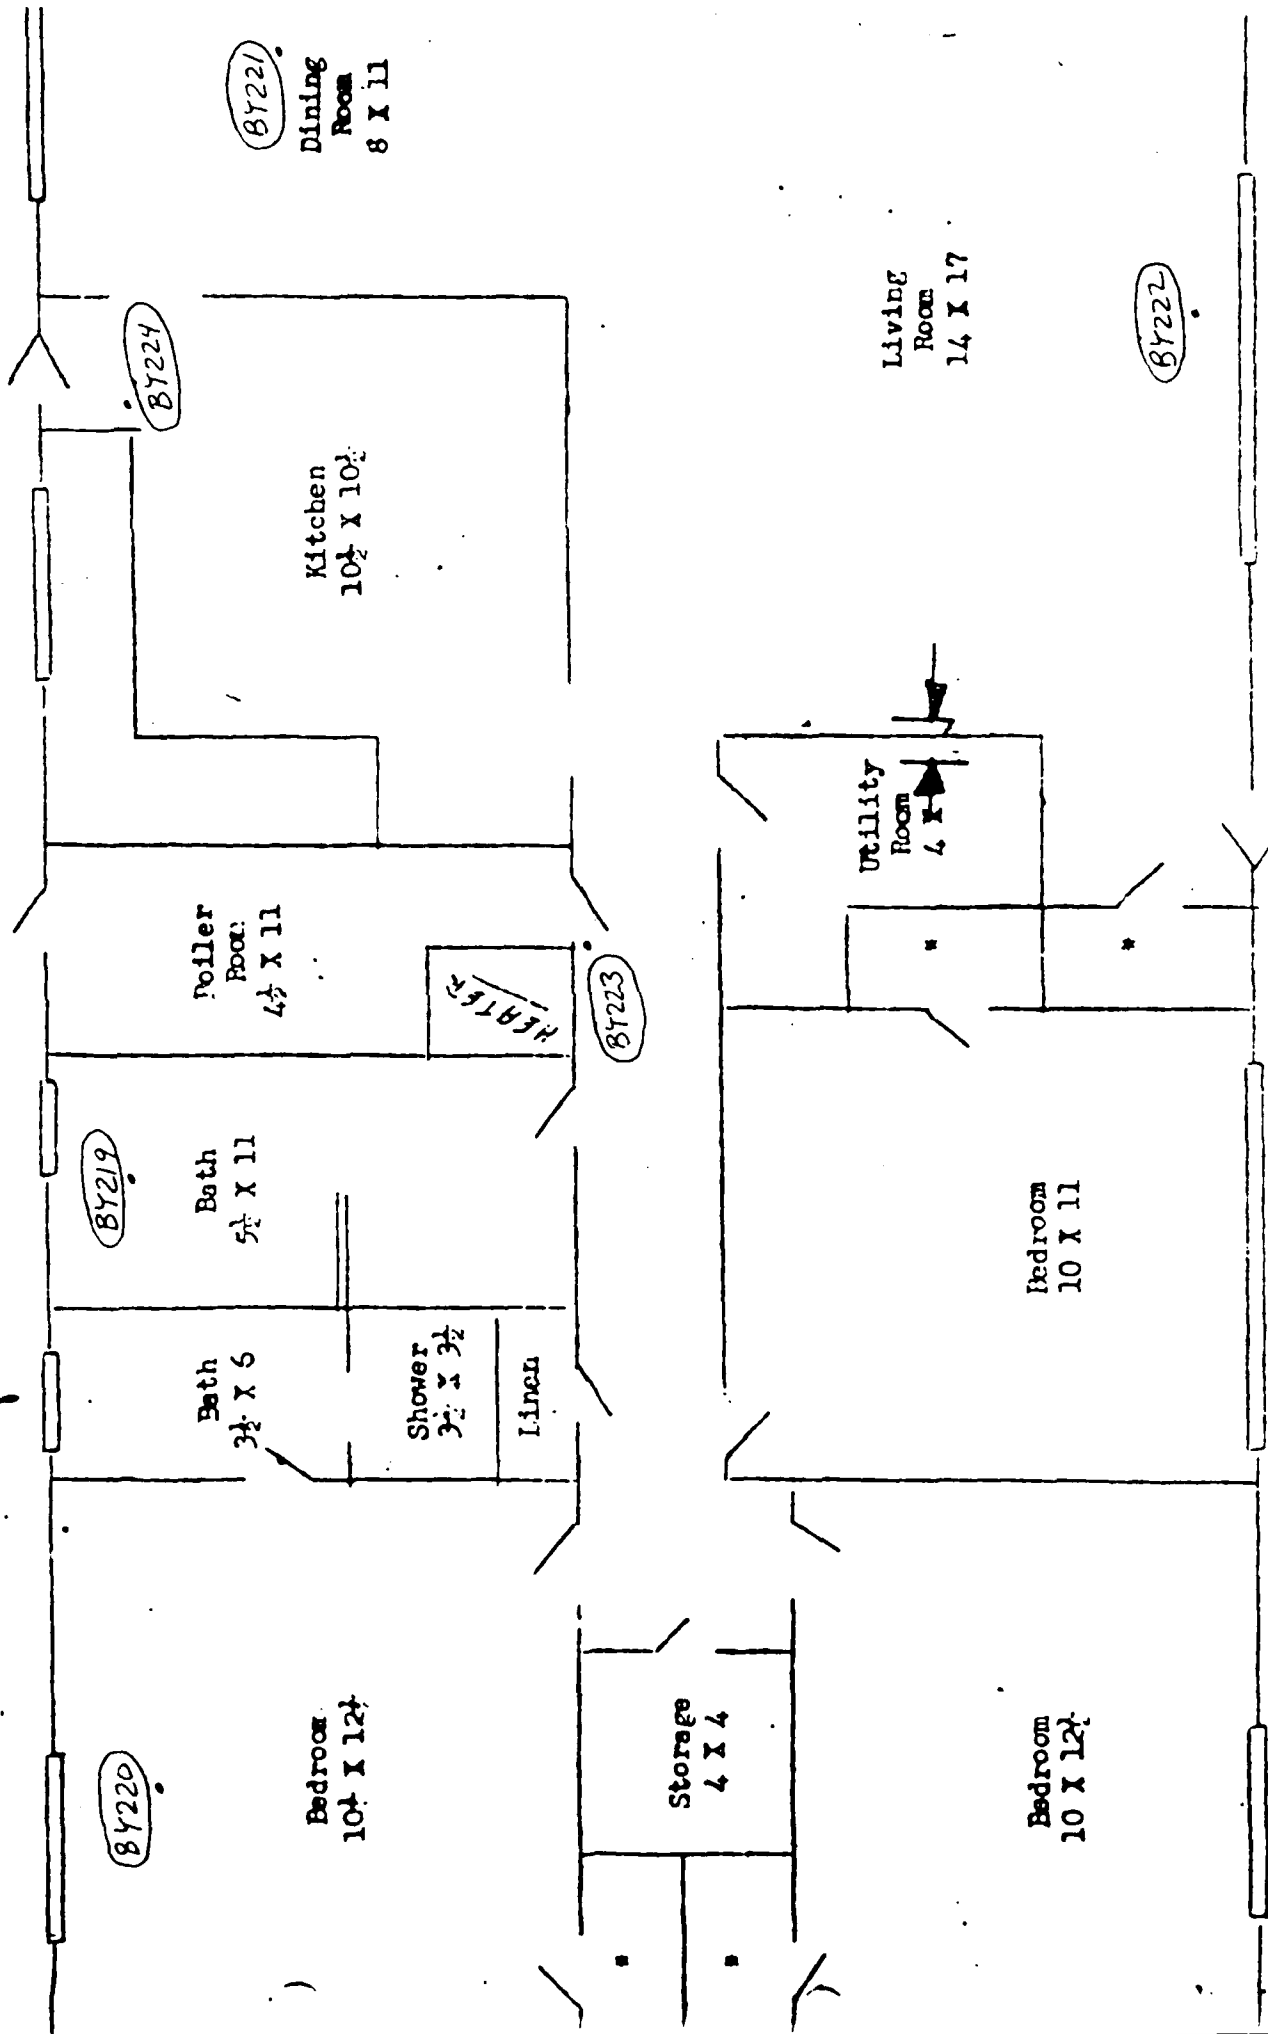 BY221
Dining
Room
8 X 11
BY224
Kitchen
10½ X 10½
Living
Room
14 X 17
BY222
Boiler
Room
4½ X 11
HEATER
BY223
Utility
Room
4 X
*
*
BY219
Bath
5½ X 11
Bath
3½ X 6
Shower
3½ X 3½
Linen
Bedroom
10 X 11
BY220
Bedroom
10½ X 12½
Storage
4 X 4
Bedroom
10 X 12½
*
*